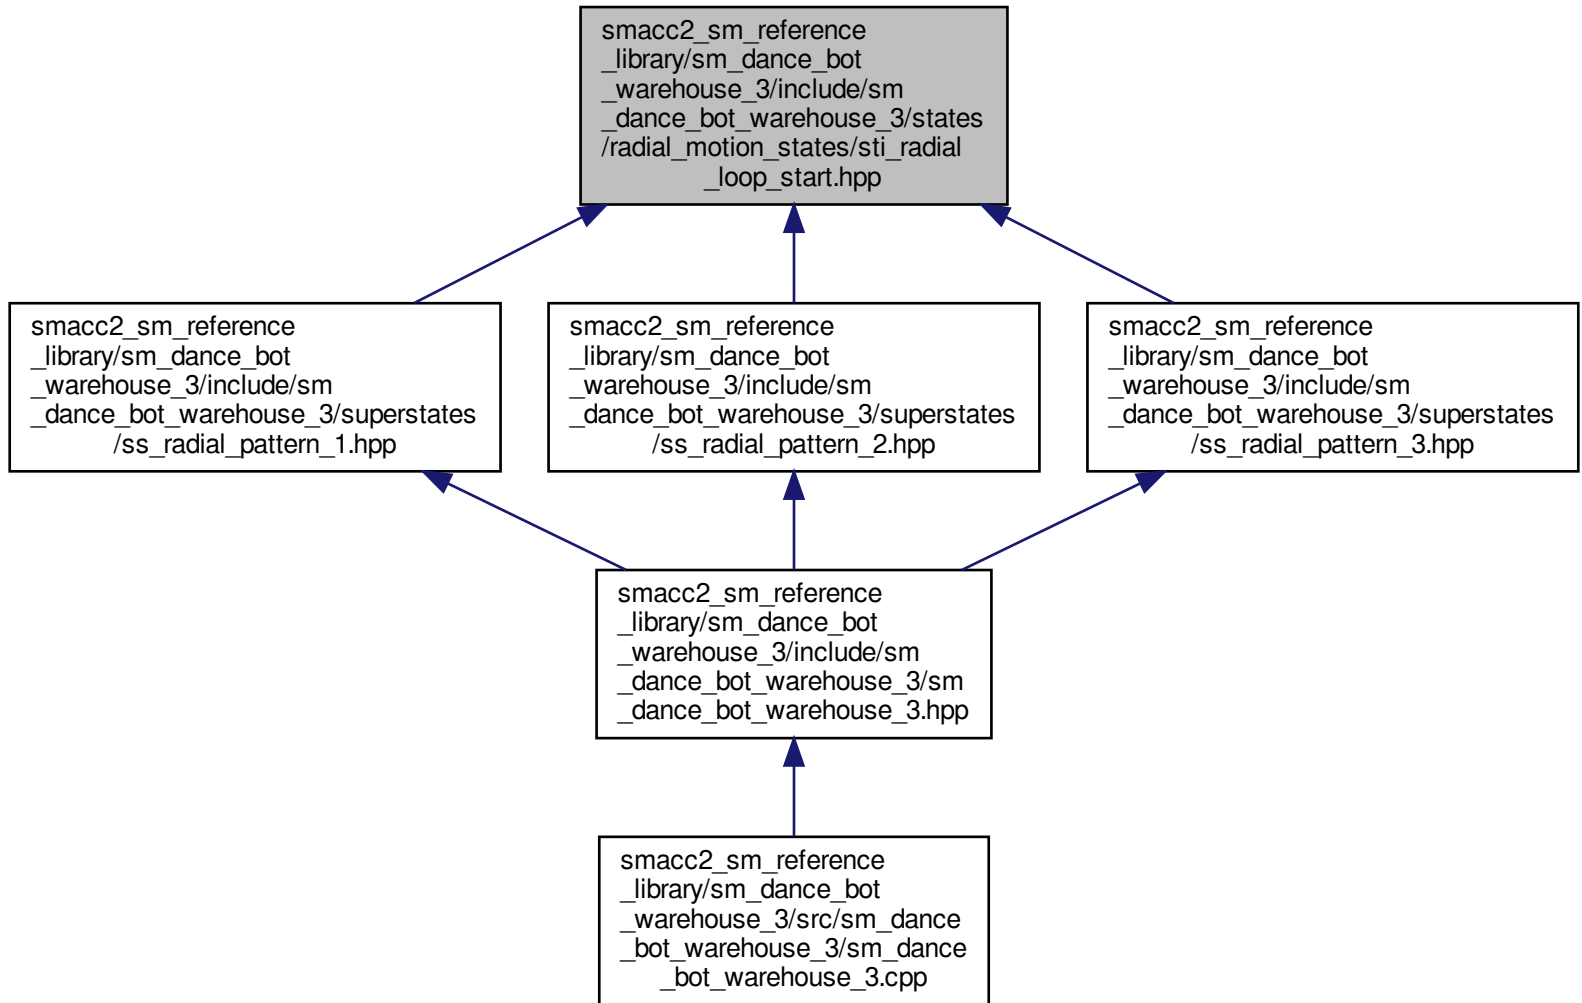 smacc2_sm_reference
_library/sm_dance_bot
_warehouse_3/include/sm
_dance_bot_warehouse_3/states
/radial_motion_states/sti_radial
_loop_start.hpp
smacc2_sm_reference
_library/sm_dance_bot
_warehouse_3/include/sm
_dance_bot_warehouse_3/superstates
/ss_radial_pattern_1.hpp
smacc2_sm_reference
_library/sm_dance_bot
_warehouse_3/include/sm
_dance_bot_warehouse_3/superstates
/ss_radial_pattern_2.hpp
smacc2_sm_reference
_library/sm_dance_bot
_warehouse_3/include/sm
_dance_bot_warehouse_3/superstates
/ss_radial_pattern_3.hpp
smacc2_sm_reference
_library/sm_dance_bot
_warehouse_3/include/sm
_dance_bot_warehouse_3/sm
_dance_bot_warehouse_3.hpp
smacc2_sm_reference
_library/sm_dance_bot
_warehouse_3/src/sm_dance
_bot_warehouse_3/sm_dance
_bot_warehouse_3.cpp